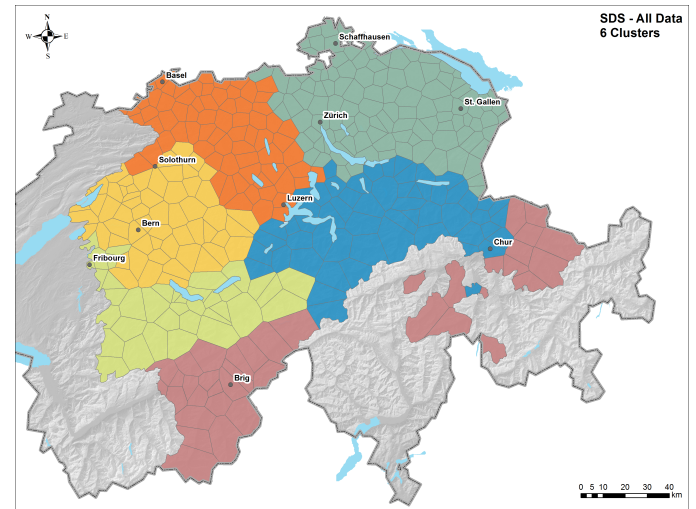 SDS - All Data
6 Clusters
N
W
E
S
Schaffhausen
Basel
St. Gallen
Zürich
Solothurn
Luzern
Bern
Chur
Fribourg
Brig
0 5 10 20 30 40
km